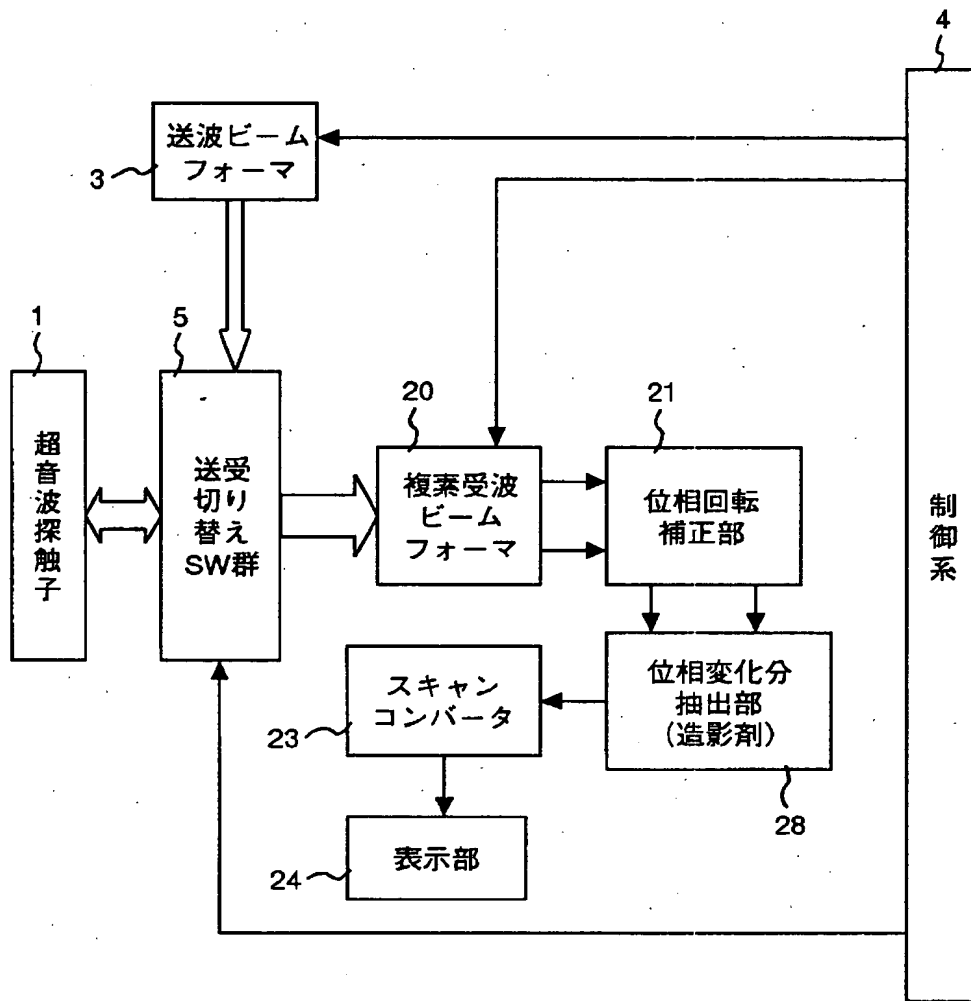 4
送波ビーム
フォーマ
3
1
5
20
21
超音波探触子
送受
切り
替え
SW群
複素受波
ビーム
フォーマ
位相回転
補正部
制御系
スキャン
コンバータ
23
位相変化分
抽出部
(造影剤)
28
表示部
24